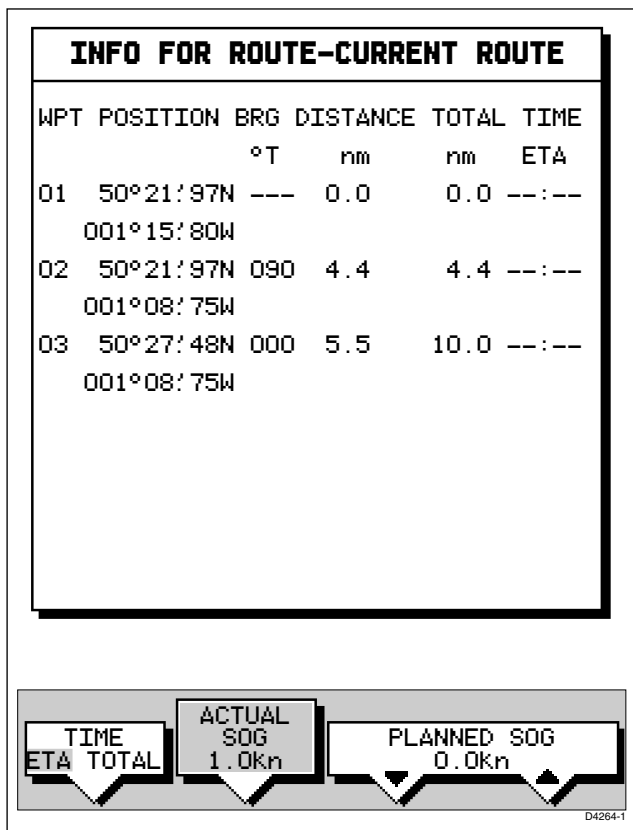 INFO FOR ROUTE-CURRENT ROUTE
WPT POSITION BRG DISTANCE TOTAL TIME
°T nm nm ETA
01 50°21!97N --- 0.0 0.0 --:--
001°15!80W
02 50°21!97N 090 4.4 4.4 --:--
001°08!75W
03 50°27!48N 000 5.5 10.0 --:--
001°08!75W
TIME
ETA TOTAL
ACTUAL
SOG
1.0Kn
PLANNED SOG
0.0Kn
D4264-1